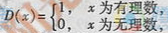 D(x)={1, x 为有理数,
0, x 为无理数.